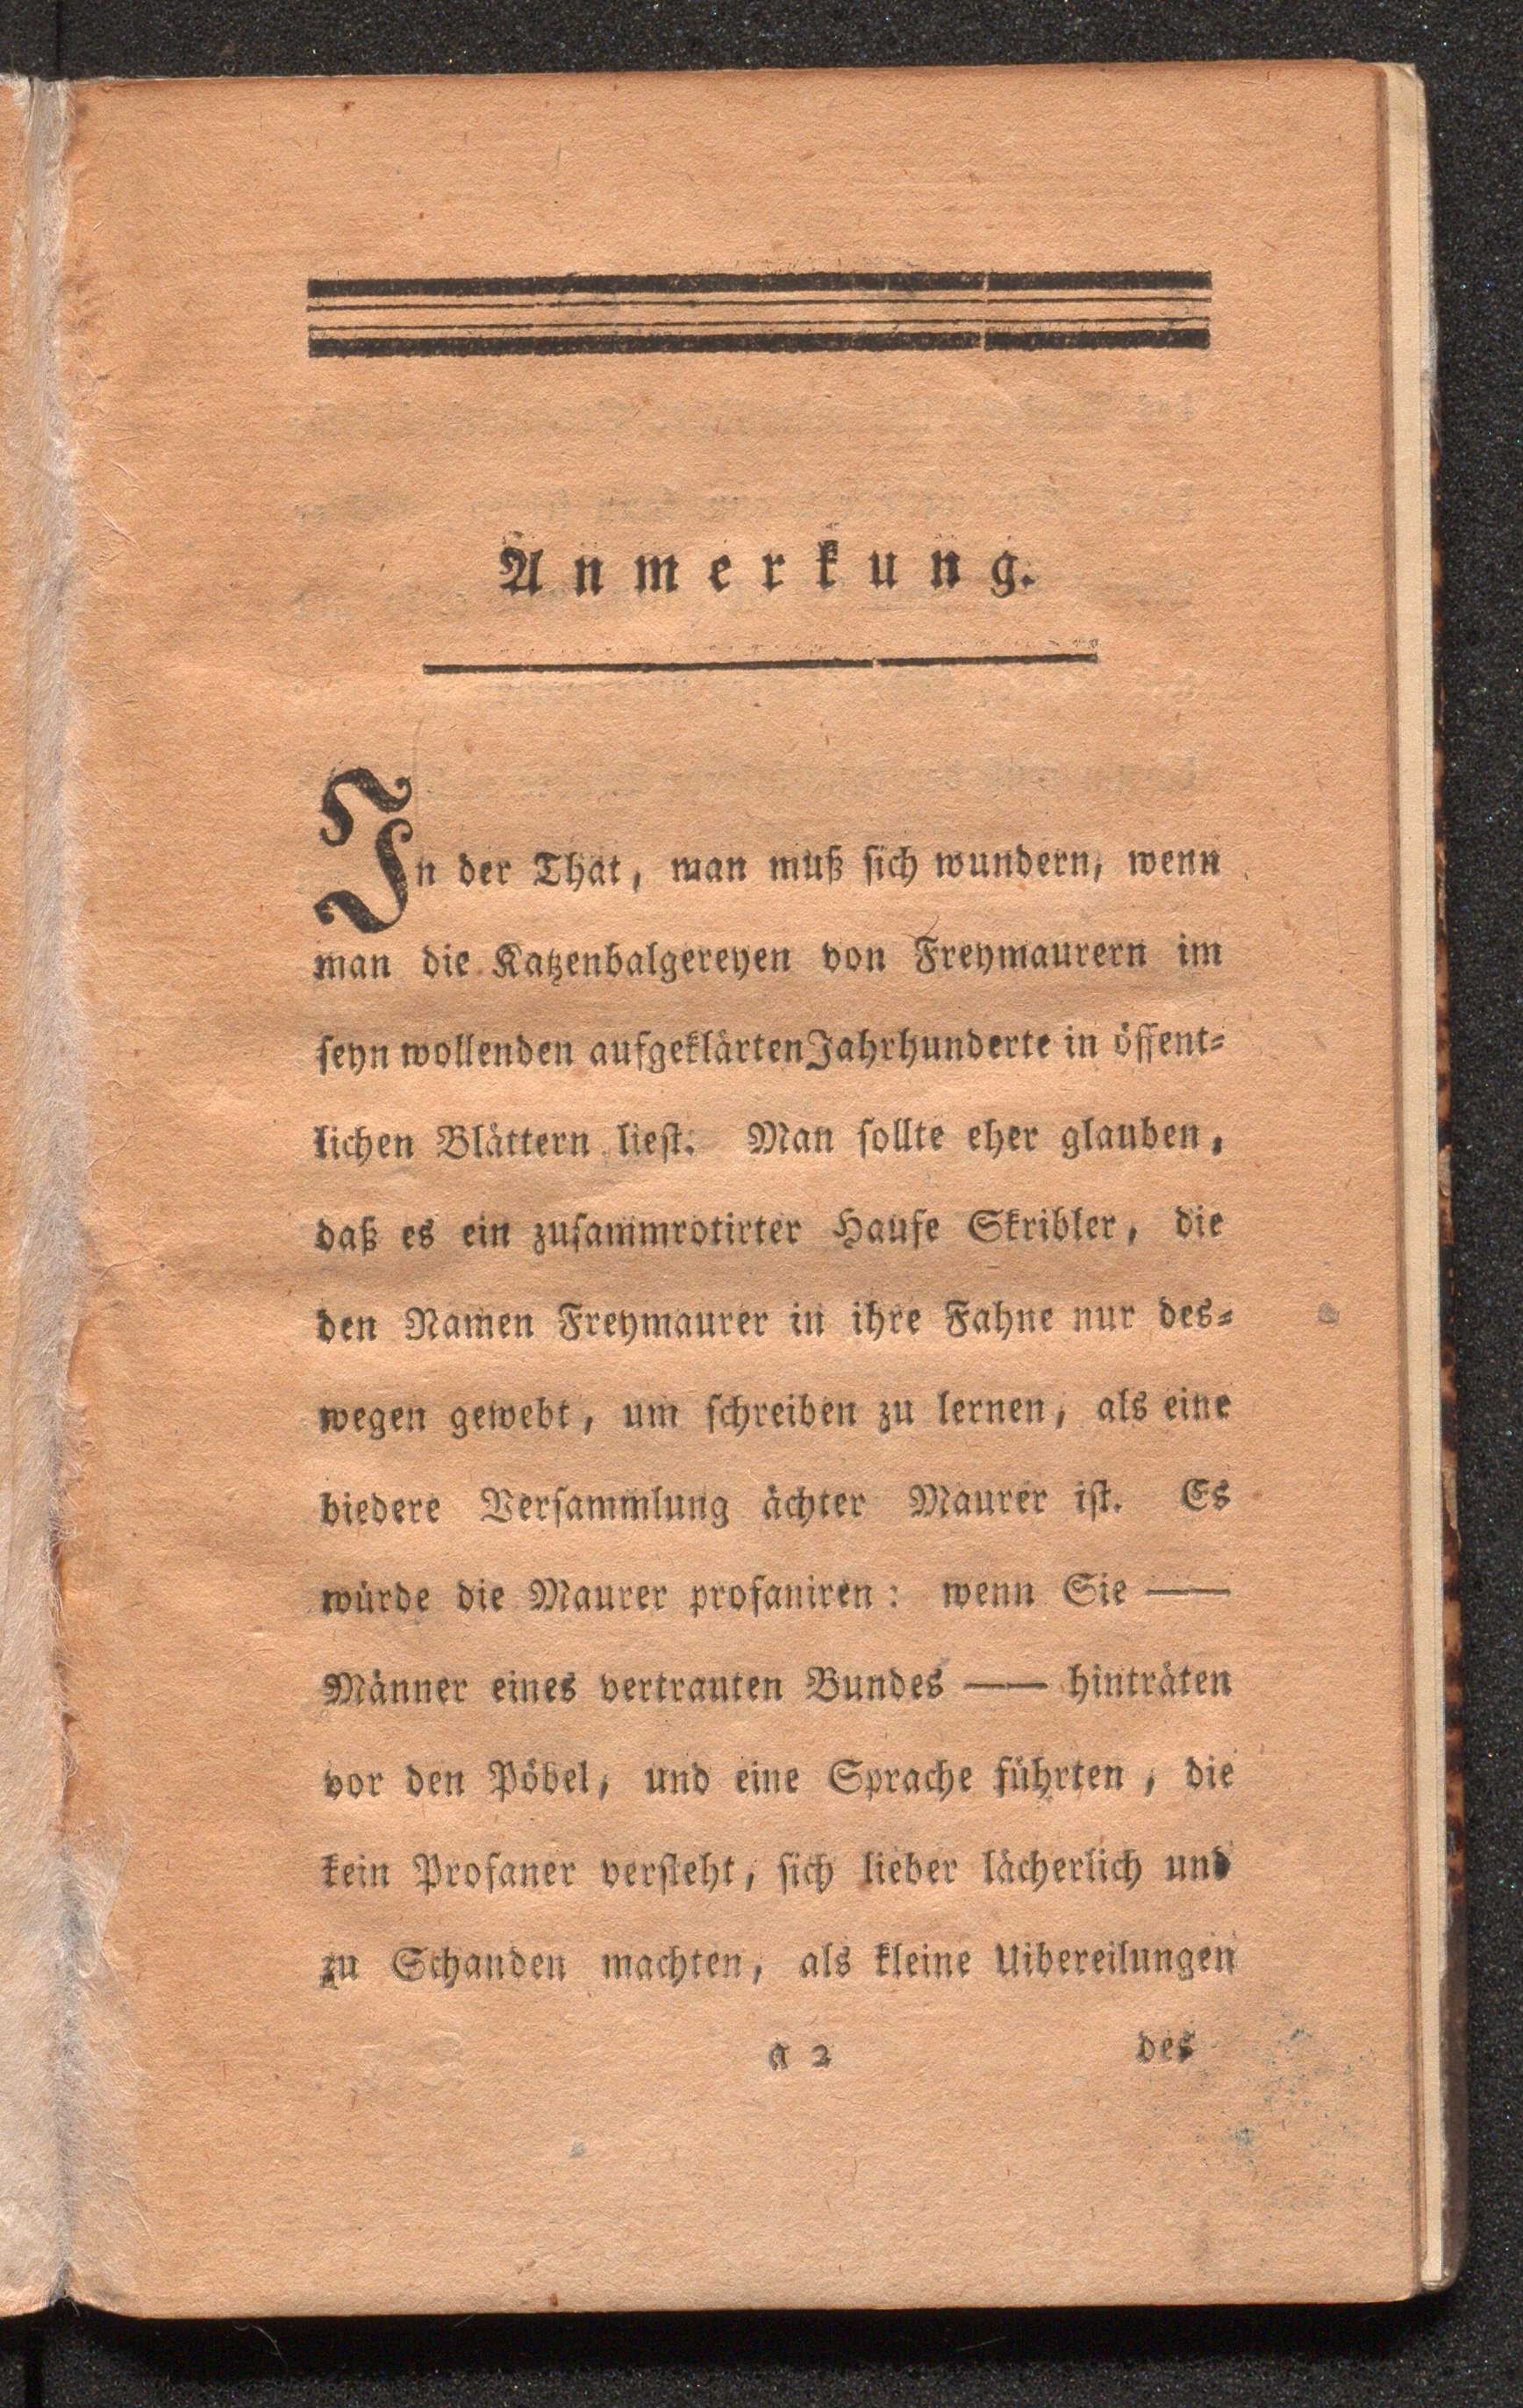 Anmerkung.
In der That, man muß sich wundern, wenn
man die Katzenbalgereyen von Freymaurern im
seyn wollenden aufgeklärten Jahrhunderte in öffent-
lichen Blättern liest. Man sollte eher glauben,
daß es ein zusammrotirter Haufe Skribler, die
den Namen Freymaurer in ihre Fahne nur des-
wegen gewebt, um schreiben zu lernen, als eine
biedere Versammlung ächter Maurer ist. Es
würde die Maurer profaniren: wenn Sie —
Männer eines vertrauten Bundes — hinträten
vor den Pöbel, und eine Sprache führten, die
kein Profaner versteht, sich lieber lächerlich und
zu Schanden machten, als kleine Uibereilungen
a 2 des